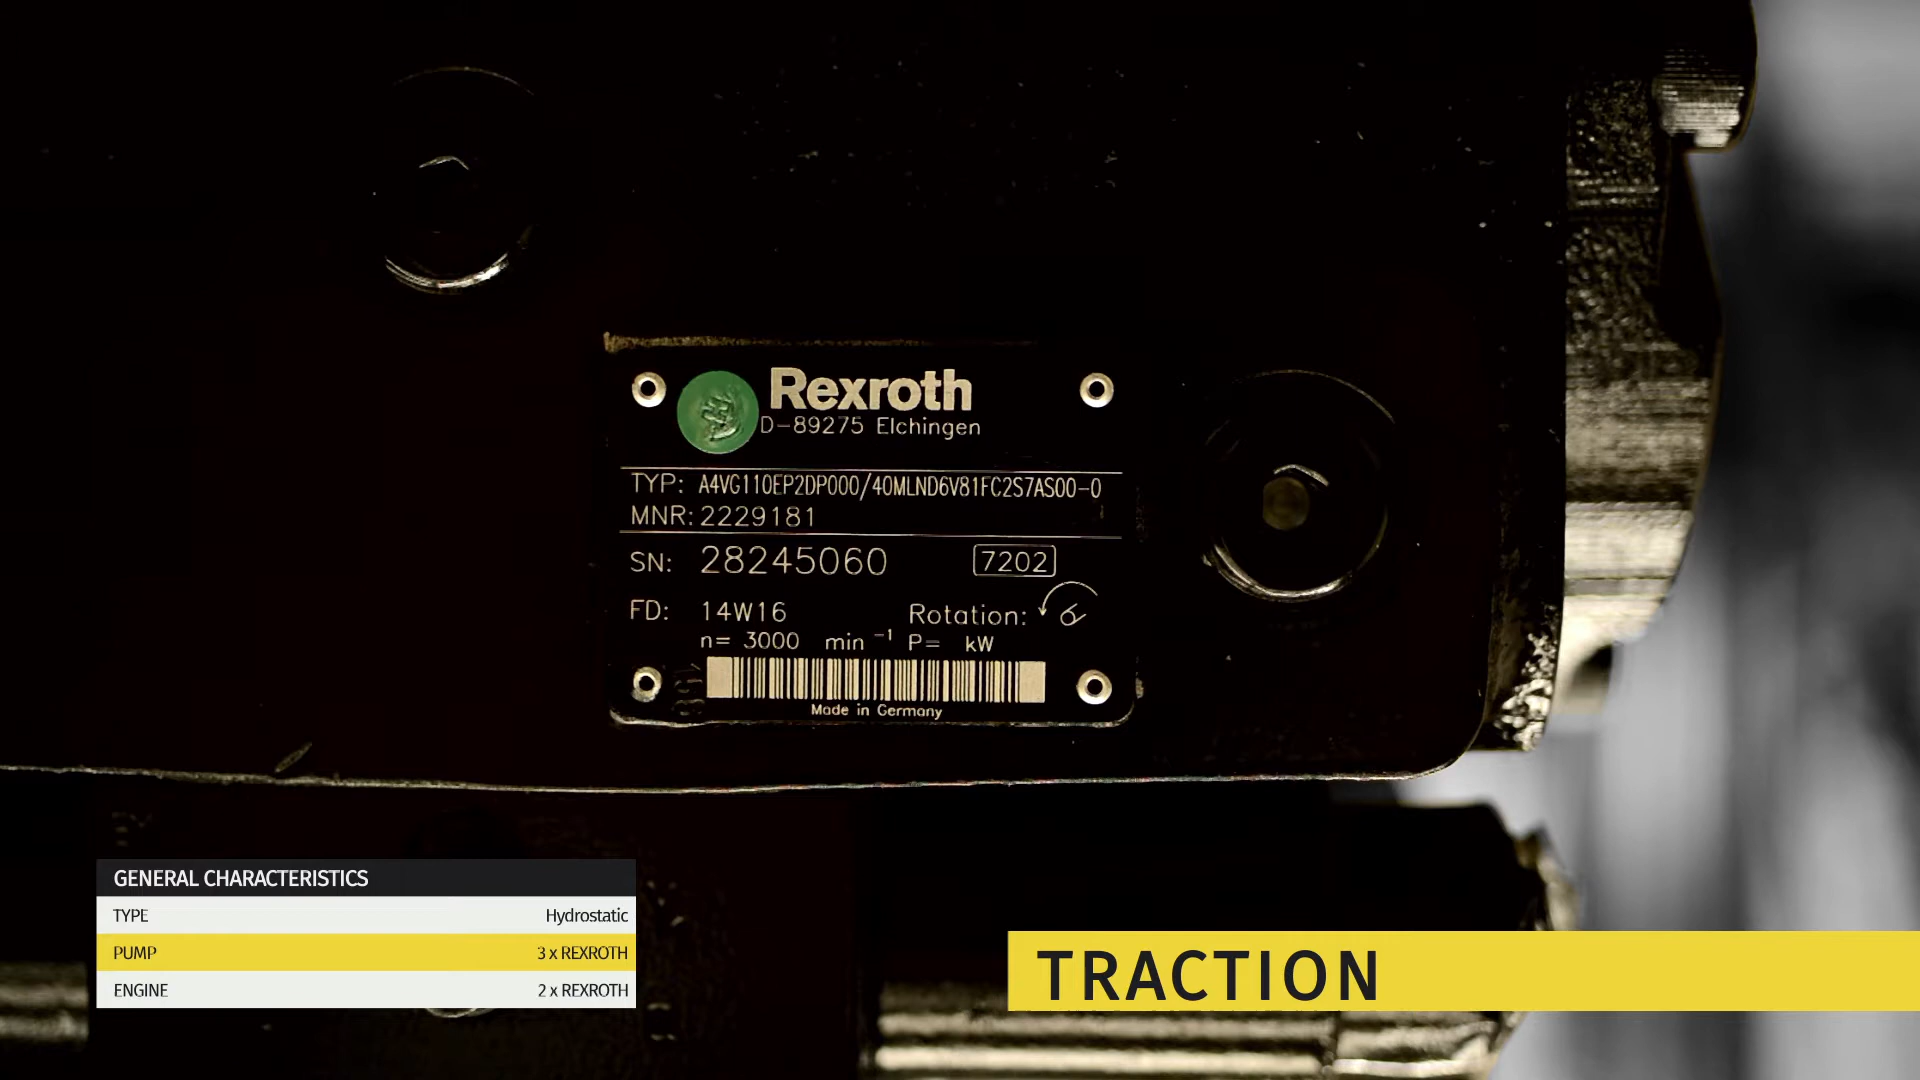 Rexroth
D-89275 Elchingen
TYP: A4VG110EP2DP000/40MLND6V81FC2S7AS00-0
MNR: 2229181
SN: 28245060 7202
FD: 14W16 Rotation:
n= 3000 min -1 P= kW
Made in Germany
GENERAL CHARACTERISTICS
TYPE Hydrostatic
PUMP 3 x REXROTH
ENGINE 2 x REXROTH
TRACTION